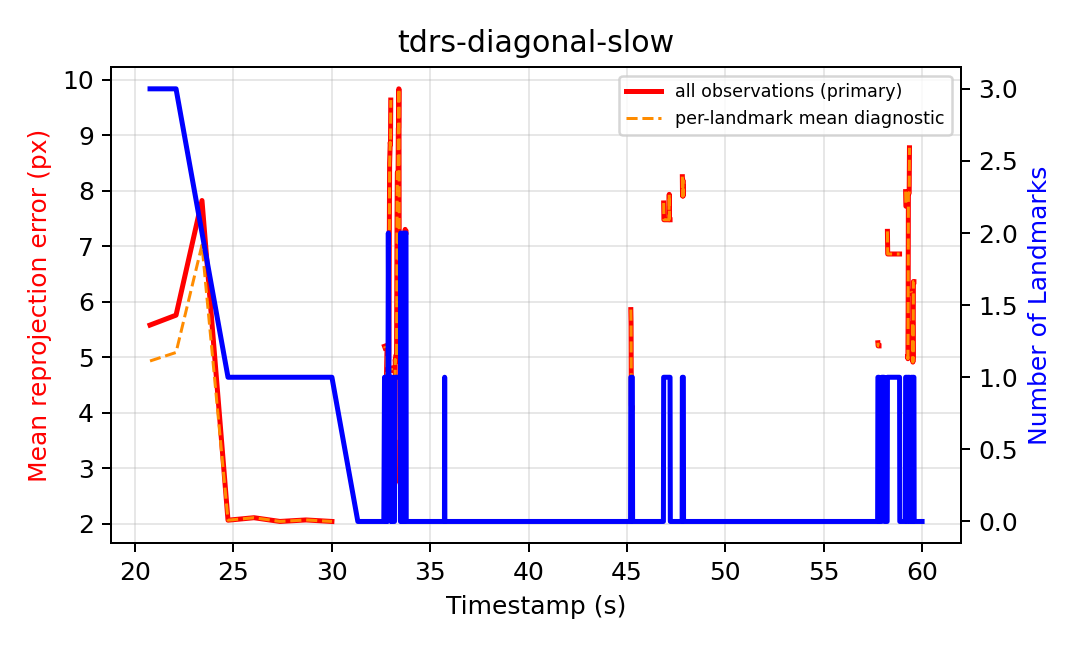 tdrs-diagonal-slow
all observations (primary)
per-landmark mean diagnostic
Mean reprojection error (px)
10
9
8
7
6
5
4
3
2
3.0
2.5
2.0
1.5
1.0
0.5
0.0
Number of Landmarks
20 25 30 35 40 45 50 55 60
Timestamp (s)